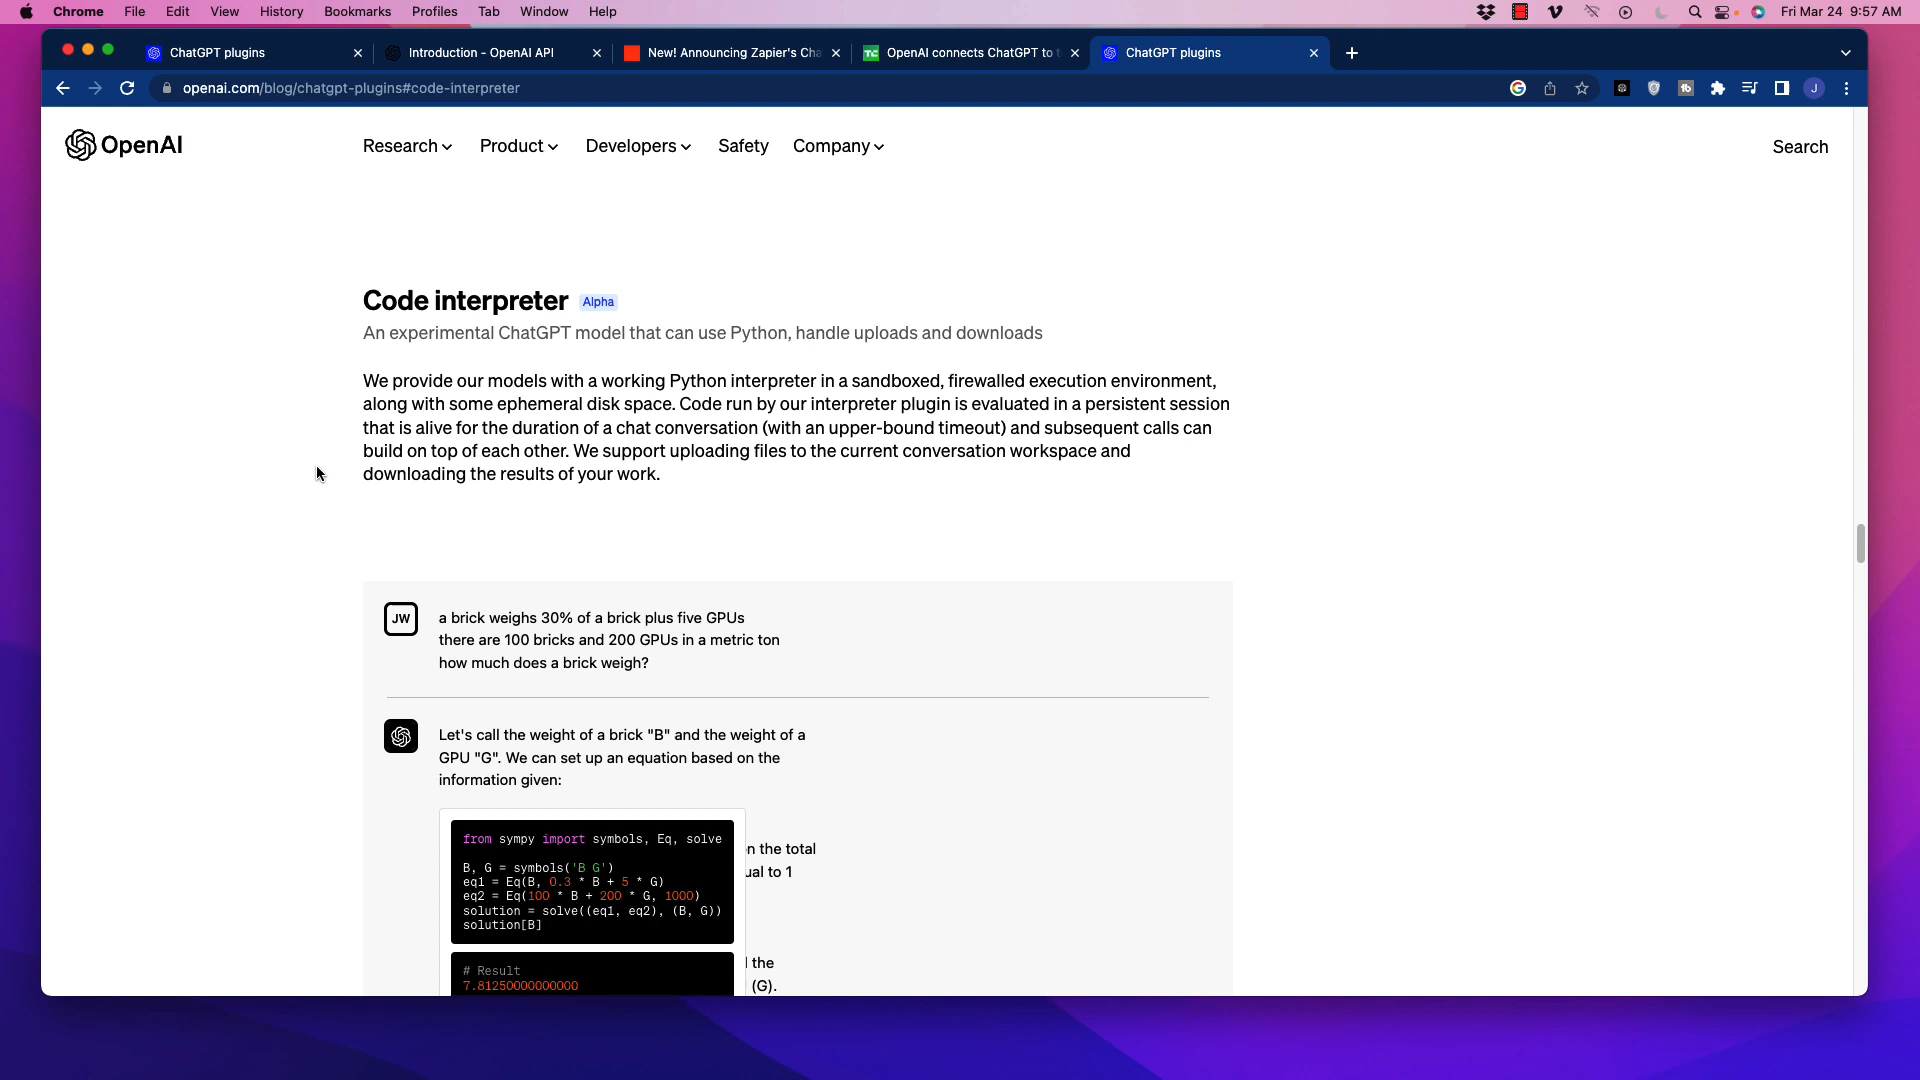 Chrome File Edit View History Bookmarks Profiles Tab Window Help Fri Mar 24 9:57 AM
ChatGPT plugins Introduction - OpenAI API New! Announcing Zapier's Cha OpenAI connects ChatGPT to t ChatGPT plugins
openai.com/blog/chatgpt-plugins#code-interpreter J
OpenAI Research Product Developers Safety Company Search
Code interpreter Alpha
An experimental ChatGPT model that can use Python, handle uploads and downloads
We provide our models with a working Python interpreter in a sandboxed, firewalled execution environment,
along with some ephemeral disk space. Code run by our interpreter plugin is evaluated in a persistent session
that is alive for the duration of a chat conversation (with an upper-bound timeout) and subsequent calls can
build on top of each other. We support uploading files to the current conversation workspace and
downloading the results of your work.
JW a brick weighs 30% of a brick plus five GPUs
there are 100 bricks and 200 GPUs in a metric ton
how much does a brick weigh?
Let's call the weight of a brick "B" and the weight of a
GPU "G". We can set up an equation based on the
information given:
from sympy import symbols, Eq, solve
B, G = symbols('B G')
eq1 = Eq(B, 0.3 * B + 5 * G)
eq2 = Eq(100 * B + 200 * G, 1000)
solution = solve((eq1, eq2), (B, G))
solution[B]
# Result
7.81250000000000
en the total
ual to 1
the
(G).